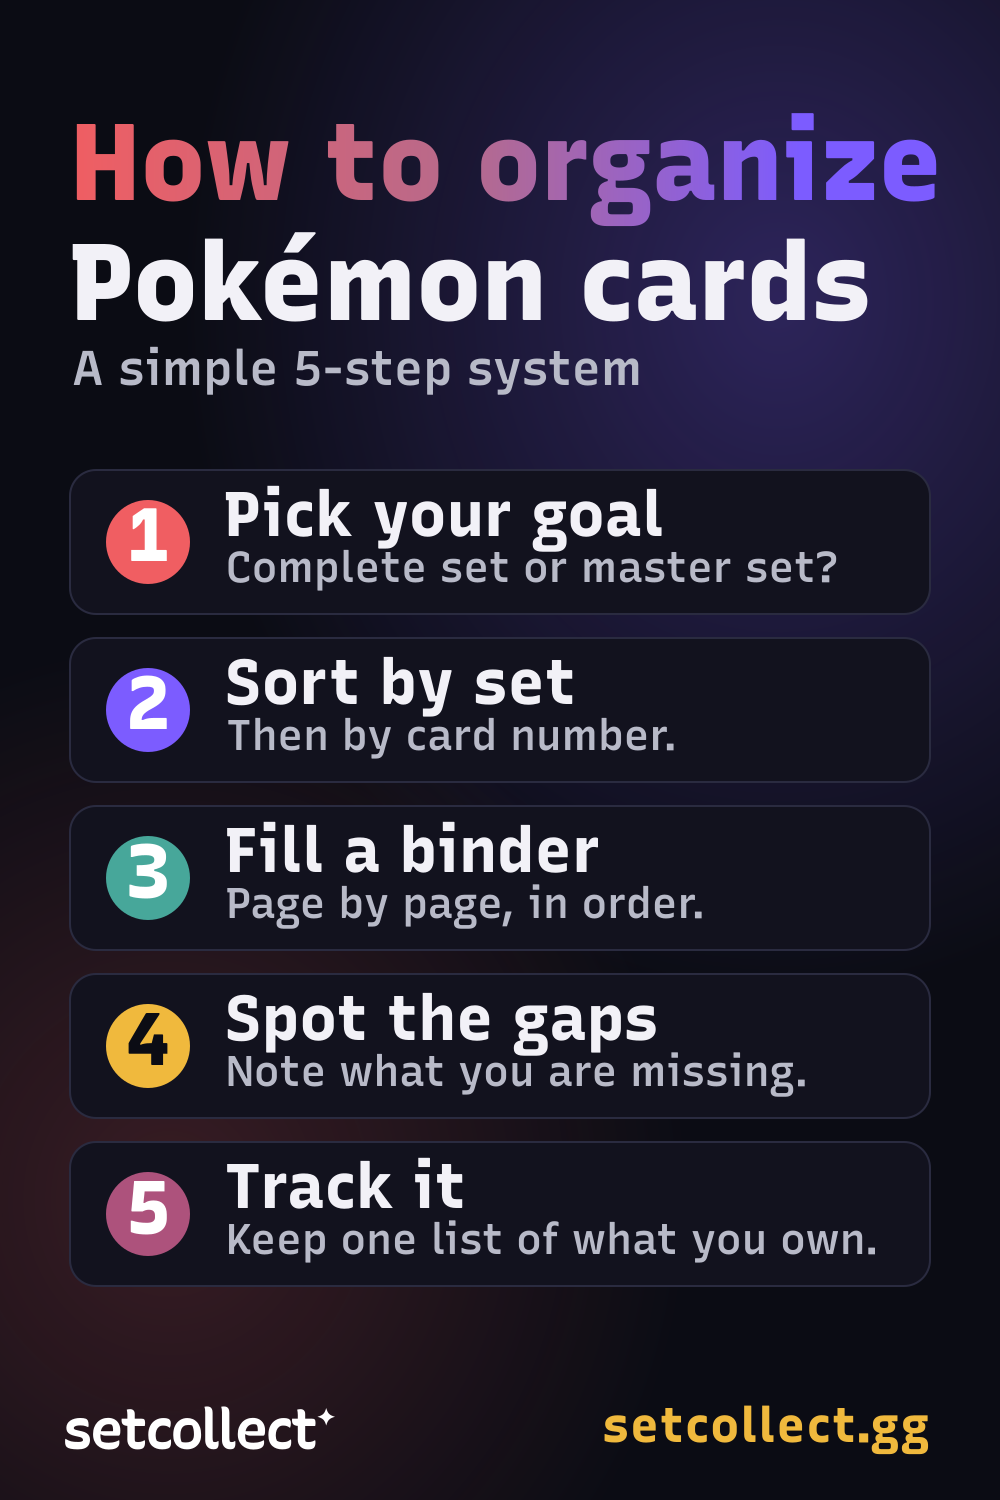 How to organize
Pokémon cards
A simple 5-step system
1
Pick your goal
Complete set or master set?
2
Sort by set
Then by card number.
3
Fill a binder
Page by page, in order.
4
Spot the gaps
Note what you are missing.
5
Track it
Keep one list of what you own.
setcollect
setcollect.gg